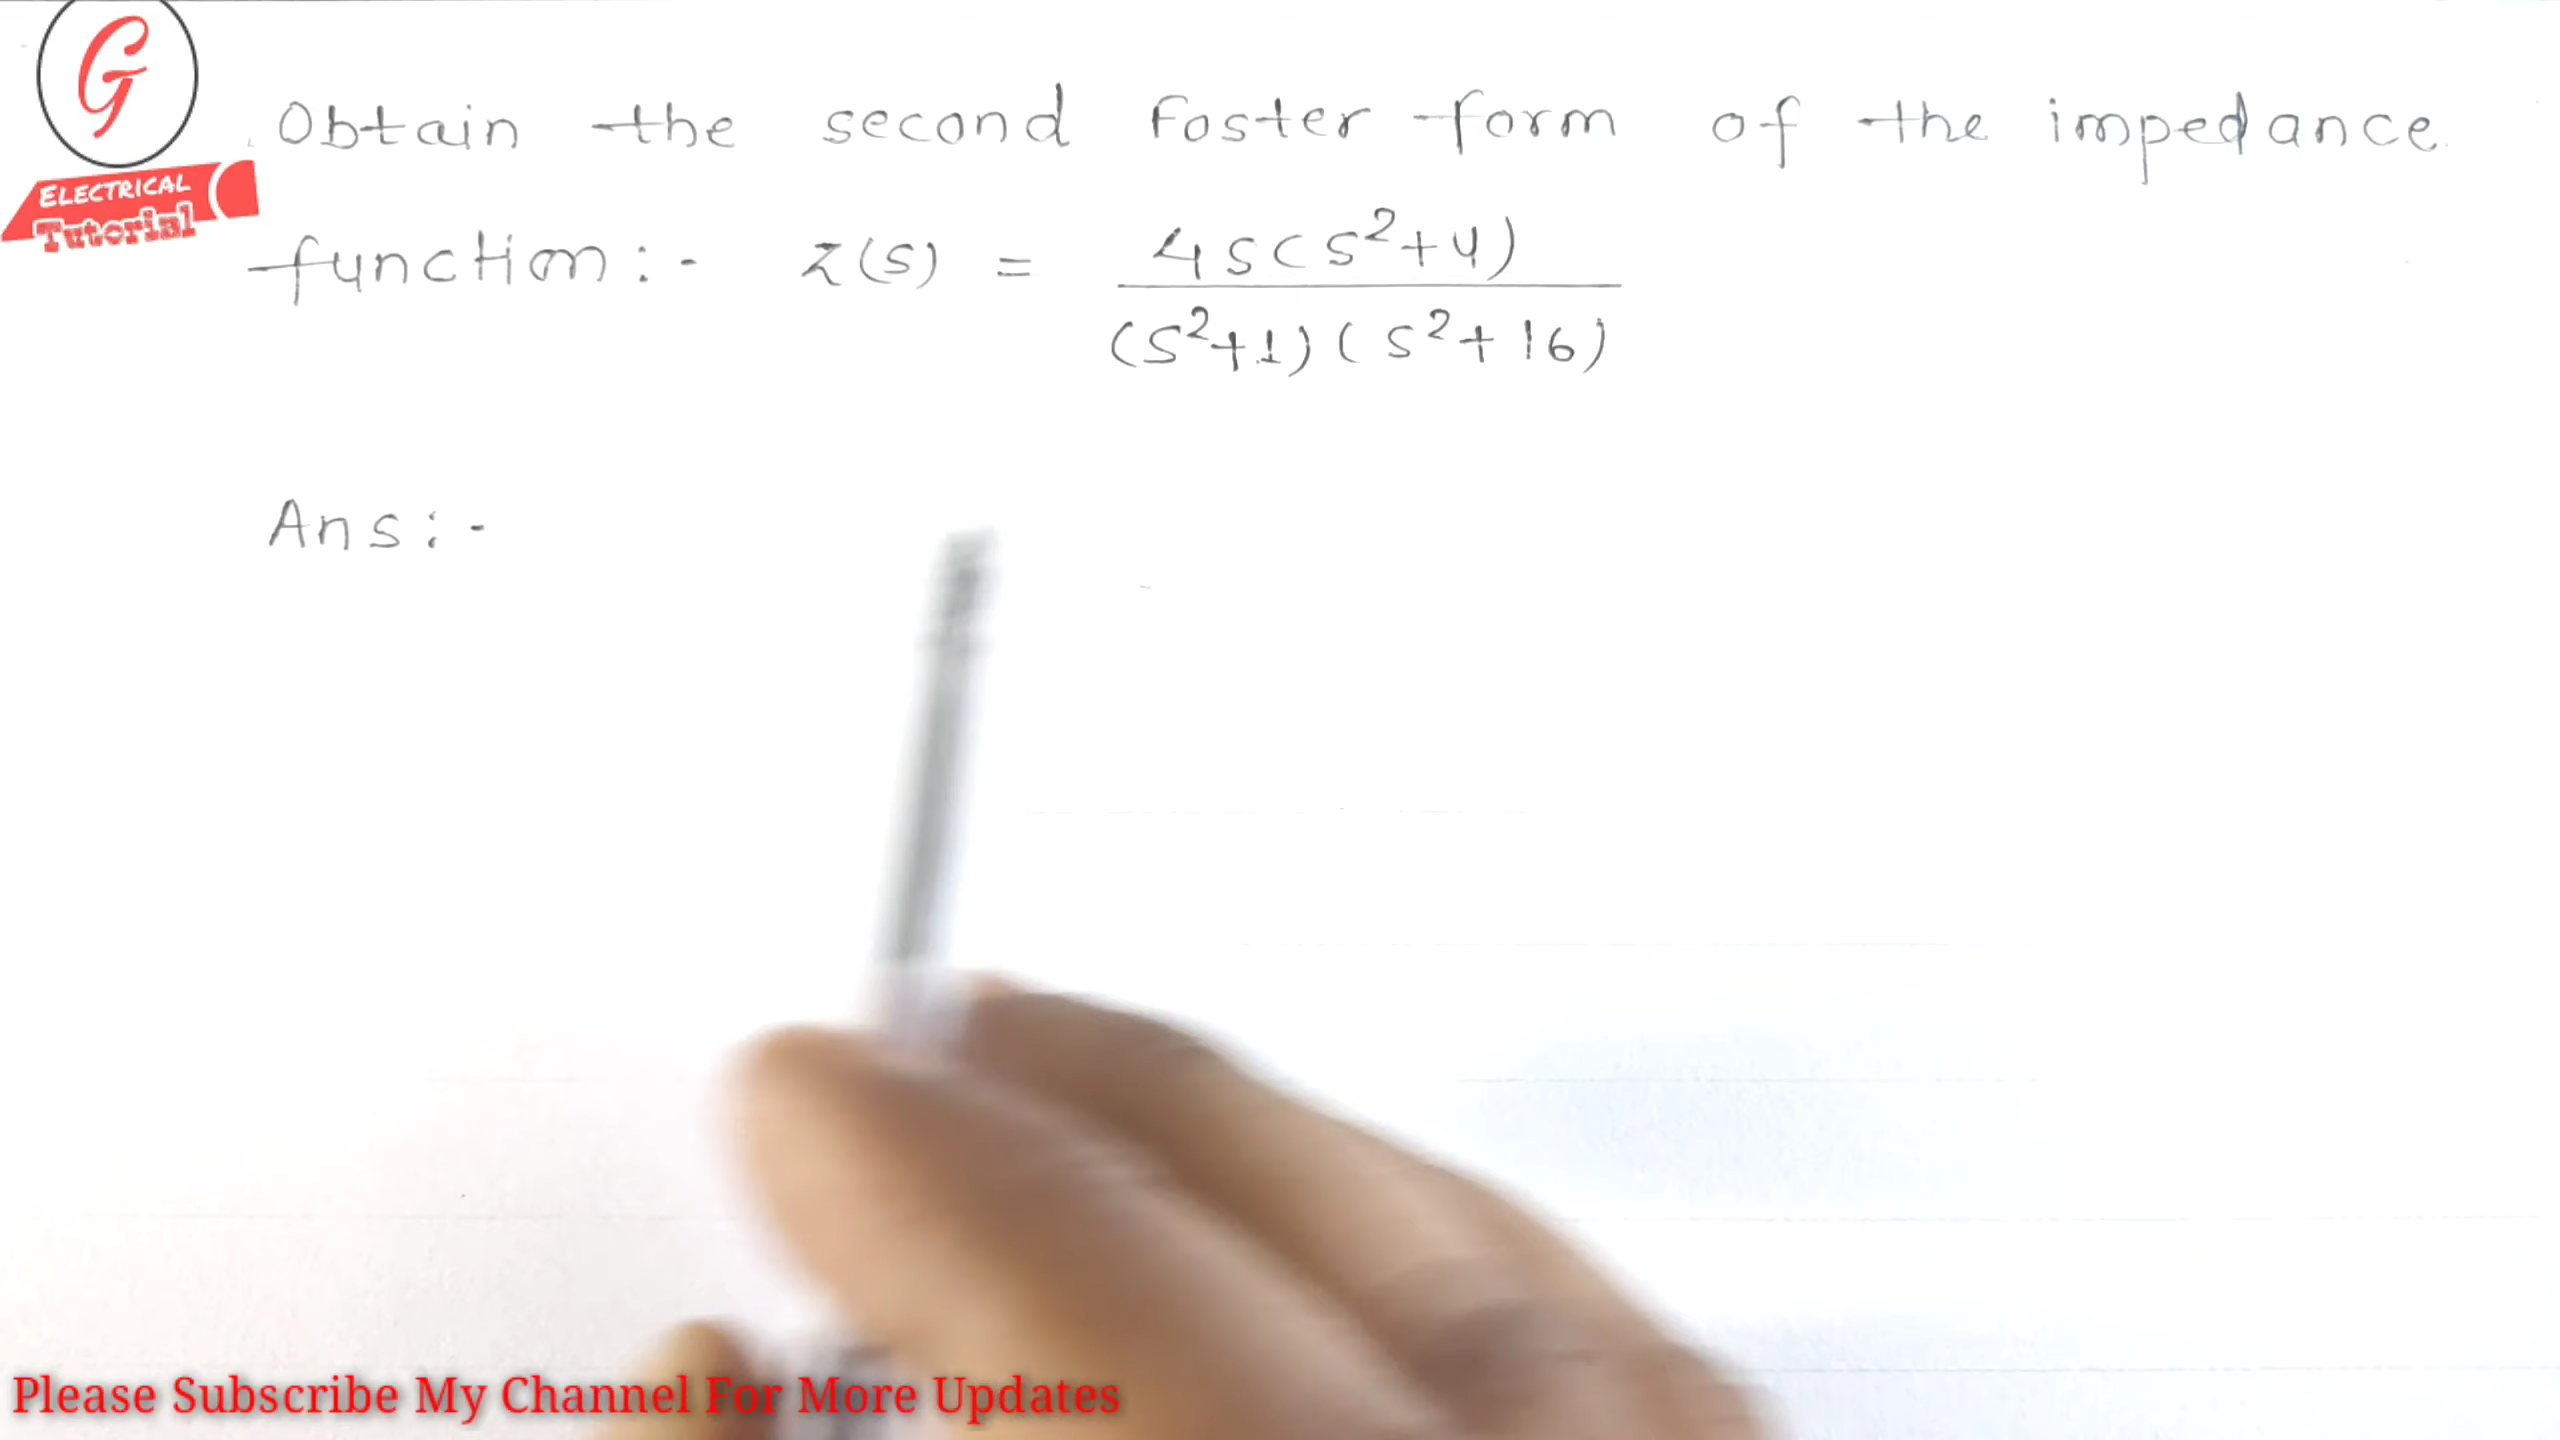 G
ELECTRICAL
Tutorial
Obtain the second Foster form of the impedance
function :- Z(s) = 4s(s²+4)
(s²+1)(s²+16)
Ans :-
Please Subscribe My Channel For More Updates